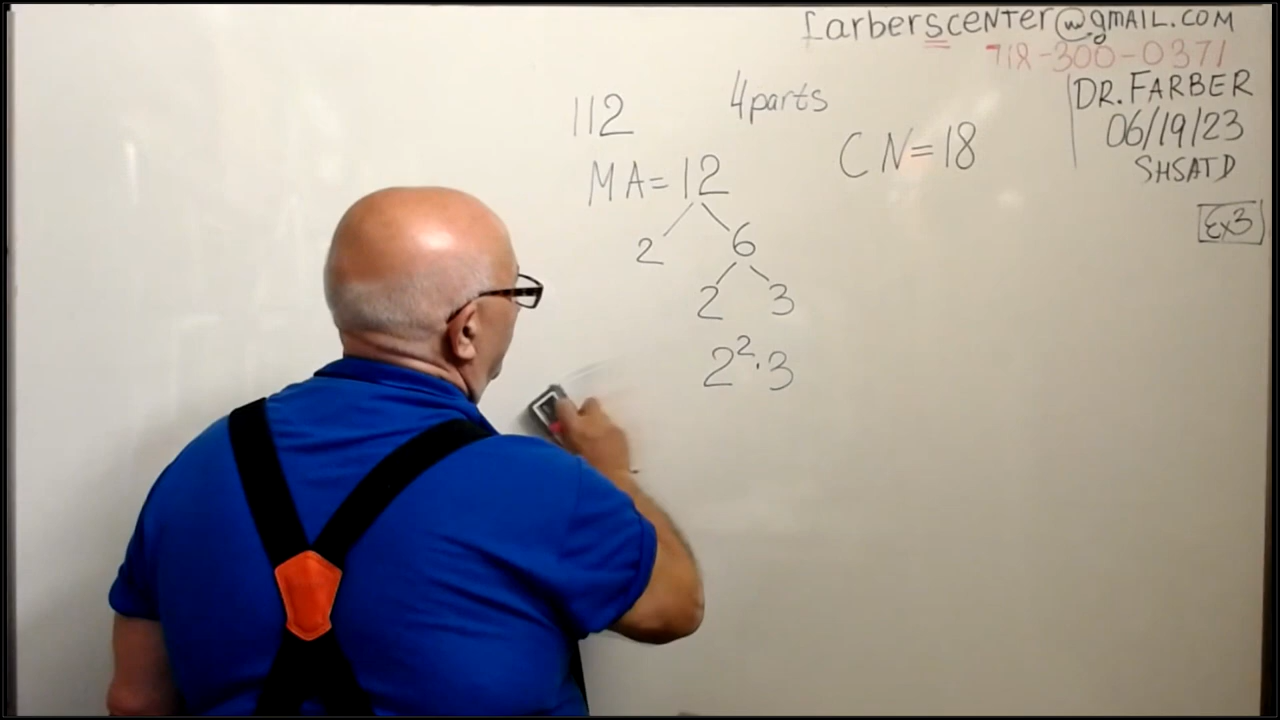 farberscenter@gmail.com
718-300-0371
DR. FARBER
06/19/23
SHSATD
Ex3
112
4parts
MA=12
CN=18
2 6
2 3
2²·3